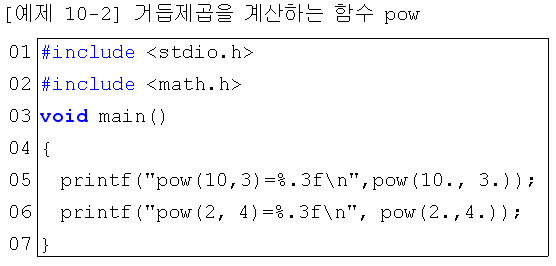 [예제 10-2] 거듭제곱을 계산하는 함수 pow
01 #include <stdio.h>
02 #include <math.h>
03 void main()
04 {
05 printf("pow(10,3)=%.3f\n",pow(10., 3.));
06 printf("pow(2, 4)=%.3f\n", pow(2.,4.));
07 }